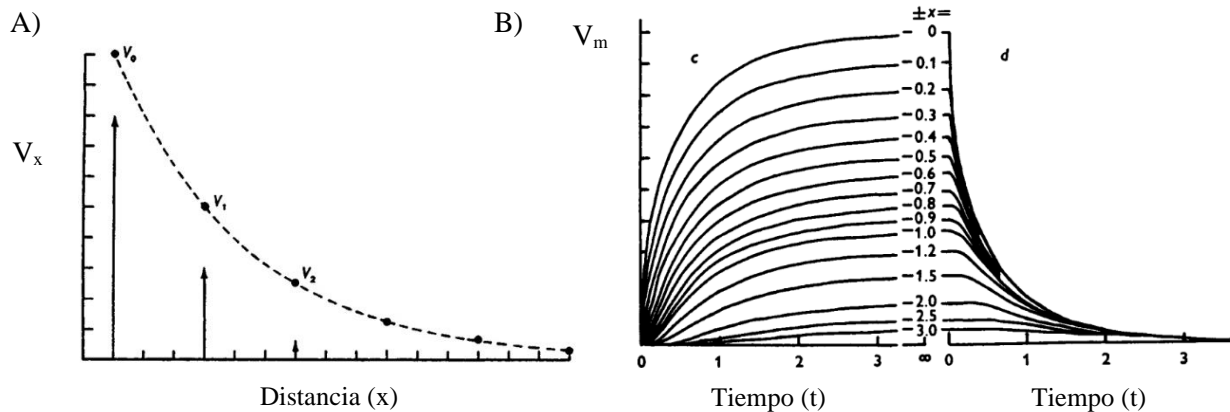 A)
V₀
V₁
V₂
Vₓ
Distancia (x)
B)
Vₘ
c
d
±x=
0
0.1
0.2
0.3
0.4
0.5
0.6
0.7
0.8
0.9
1.0
1.2
1.5
2.0
2.5
3.0
∞
0 1 2 3
0 1 2 3
Tiempo (t)
Tiempo (t)